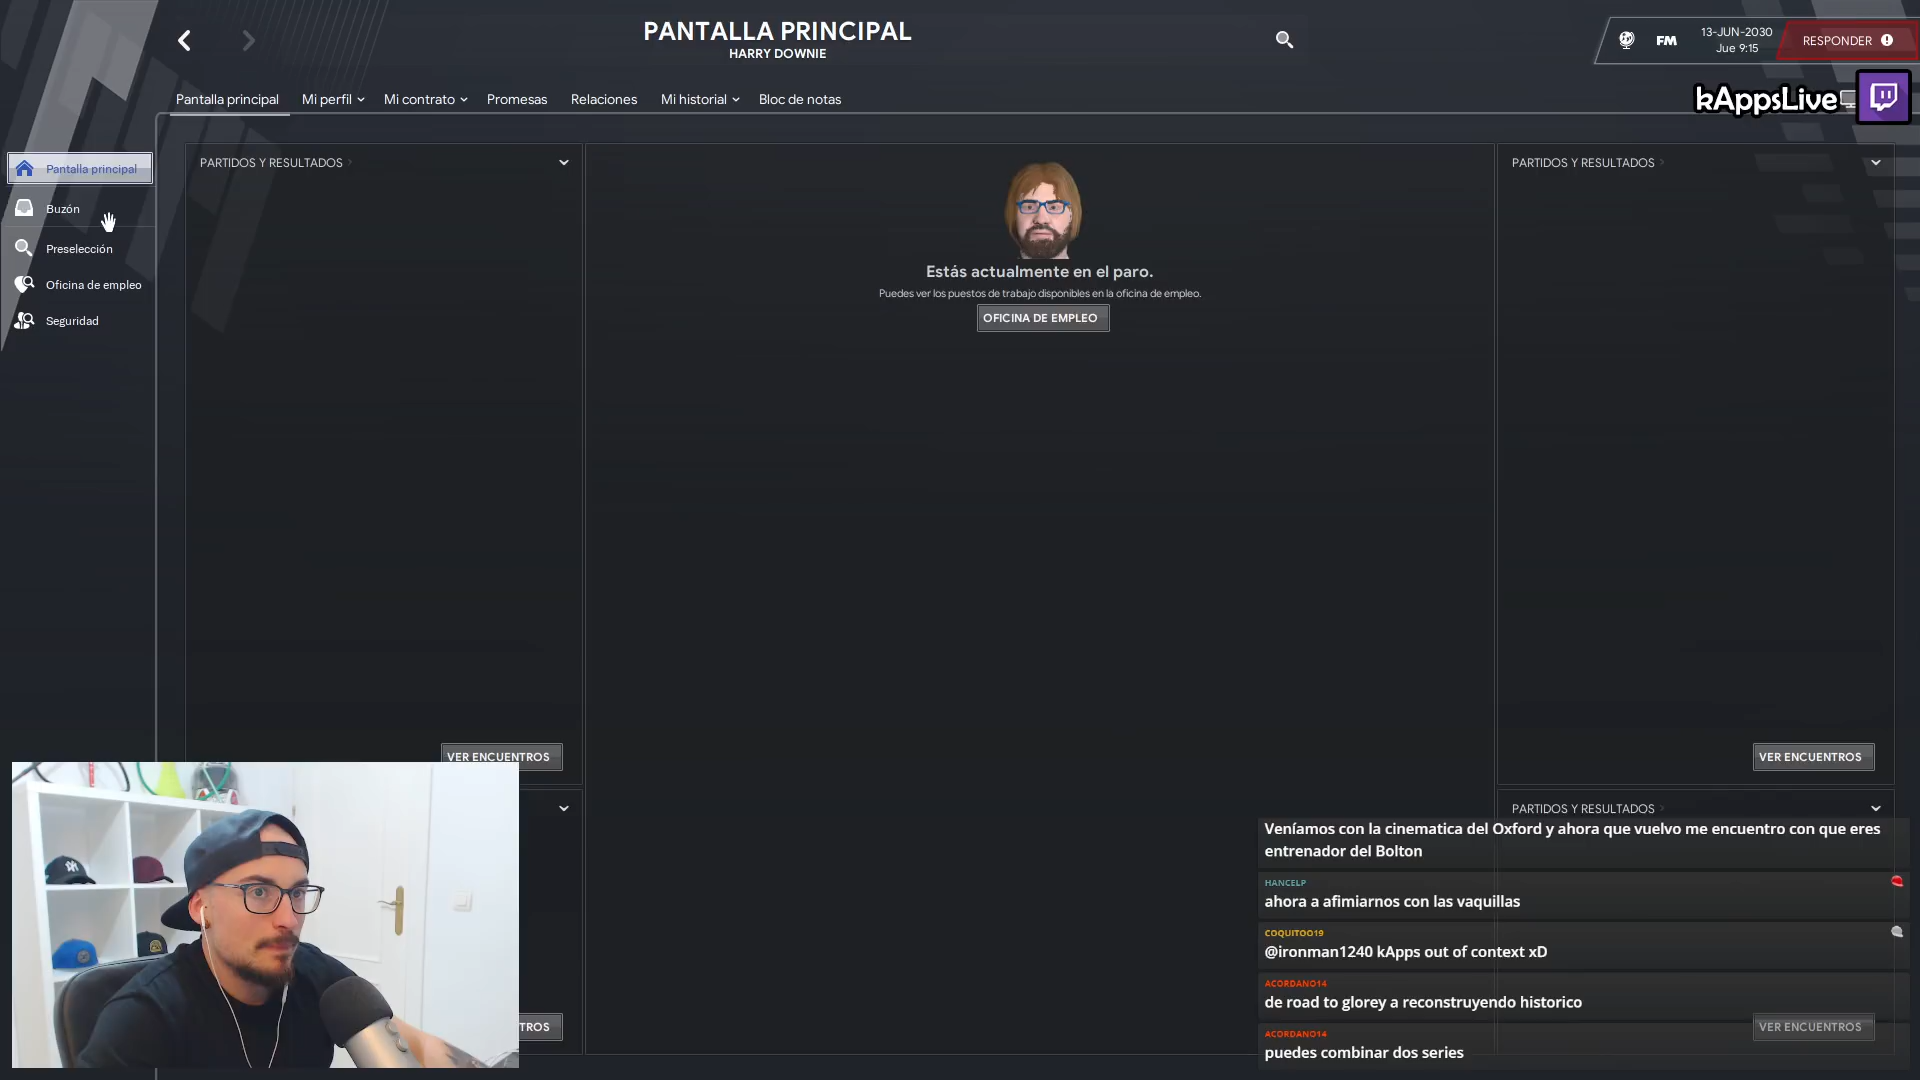 PANTALLA PRINCIPAL
HARRY DOWNIE
FM
13-JUN-2030
Jue 9:15
RESPONDER
Pantalla principal
Mi perfil
Mi contrato
Promesas
Relaciones
Mi historial
Bloc de notas
kAppsLive
Pantalla principal
Buzón
Preselección
Oficina de empleo
Seguridad
PARTIDOS Y RESULTADOS
VER ENCUENTROS
TROS
Estás actualmente en el paro.
Puedes ver los puestos de trabajo disponibles en la oficina de empleo.
OFICINA DE EMPLEO
PARTIDOS Y RESULTADOS
VER ENCUENTROS
PARTIDOS Y RESULTADOS
Veníamos con la cinematica del Oxford y ahora que vuelvo me encuentro con que eres
entrenador del Bolton
HANCELP
ahora a afimiarnos con las vaquillas
COQUITOO19
@ironman1240 kApps out of context xD
ACORDANO14
de road to glorey a reconstruyendo historico
VER ENCUENTROS
ACORDANO14
puedes combinar dos series